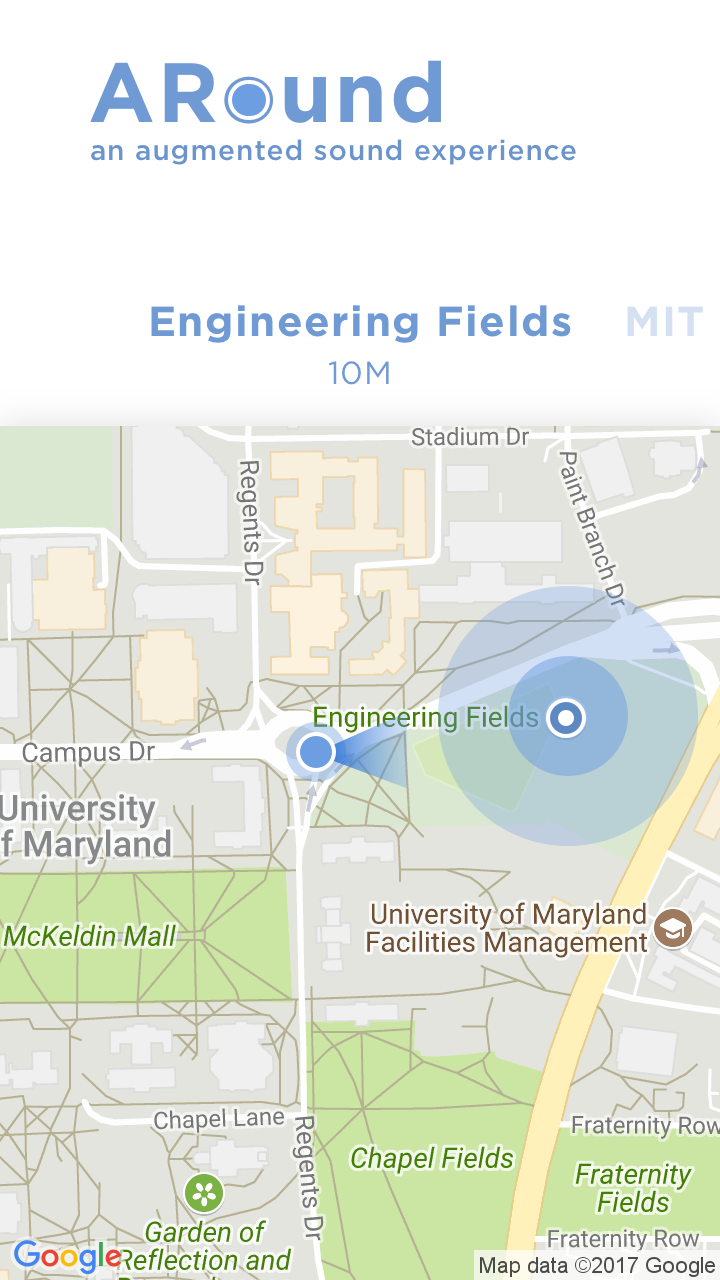 ARound
an augmented sound experience
Engineering Fields
MIT
10M
Stadium Dr
Regents Dr
Paint Branch Dr
Engineering Fields
Campus Dr
University
of Maryland
McKeldin Mall
University of Maryland
Facilities Management
Chapel Lane
Regents Dr
Fraternity Row
Chapel Fields
Fraternity
Fields
Garden of
Reflection and
Fraternity Row
Google
Map data ©2017 Google